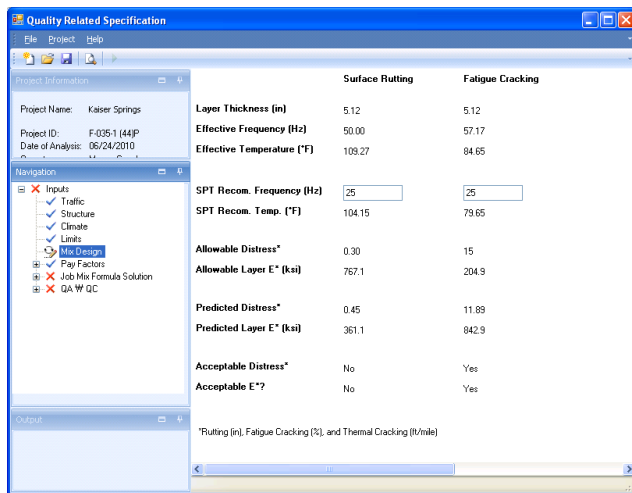 Quality Related Specification
File Project Help
Project Information
Project Name: Kaiser Springs
Project ID: F-035-1 (44)P
Date of Analysis: 06/24/2010
Navigation
Inputs
Traffic
Structure
Climate
Limits
Mix Design
Pay Factors
Job Mix Formula Solution
QA ₩ QC
Output
Surface Rutting Fatigue Cracking
Layer Thickness (in) 5.12 5.12
Effective Frequency (Hz) 50.00 57.17
Effective Temperature (°F) 109.27 84.65
SPT Recom. Frequency (Hz) 25 25
SPT Recom. Temp. (°F) 104.15 79.65
Allowable Distress* 0.30 15
Allowable Layer E* (ksi) 767.1 204.9
Predicted Distress* 0.45 11.89
Predicted Layer E* (ksi) 361.1 842.9
Acceptable Distress* No Yes
Acceptable E*? No Yes
*Rutting (in), Fatigue Cracking (%), and Thermal Cracking (ft/mile)